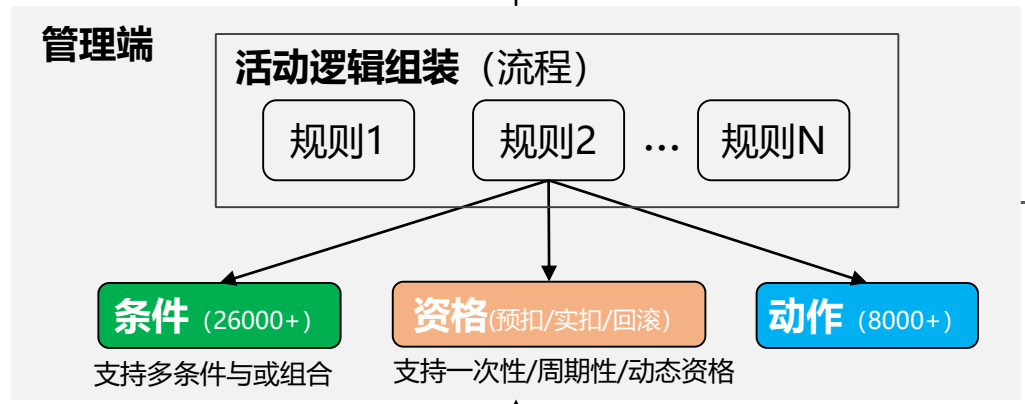 管理端
活动逻辑组装（流程）
规则1
规则2
...
规则N
条件（26000+）
资格(预扣/实扣/回滚）
动作（8000+）
支持多条件与或组合
支持一次性/周期性/动态资格